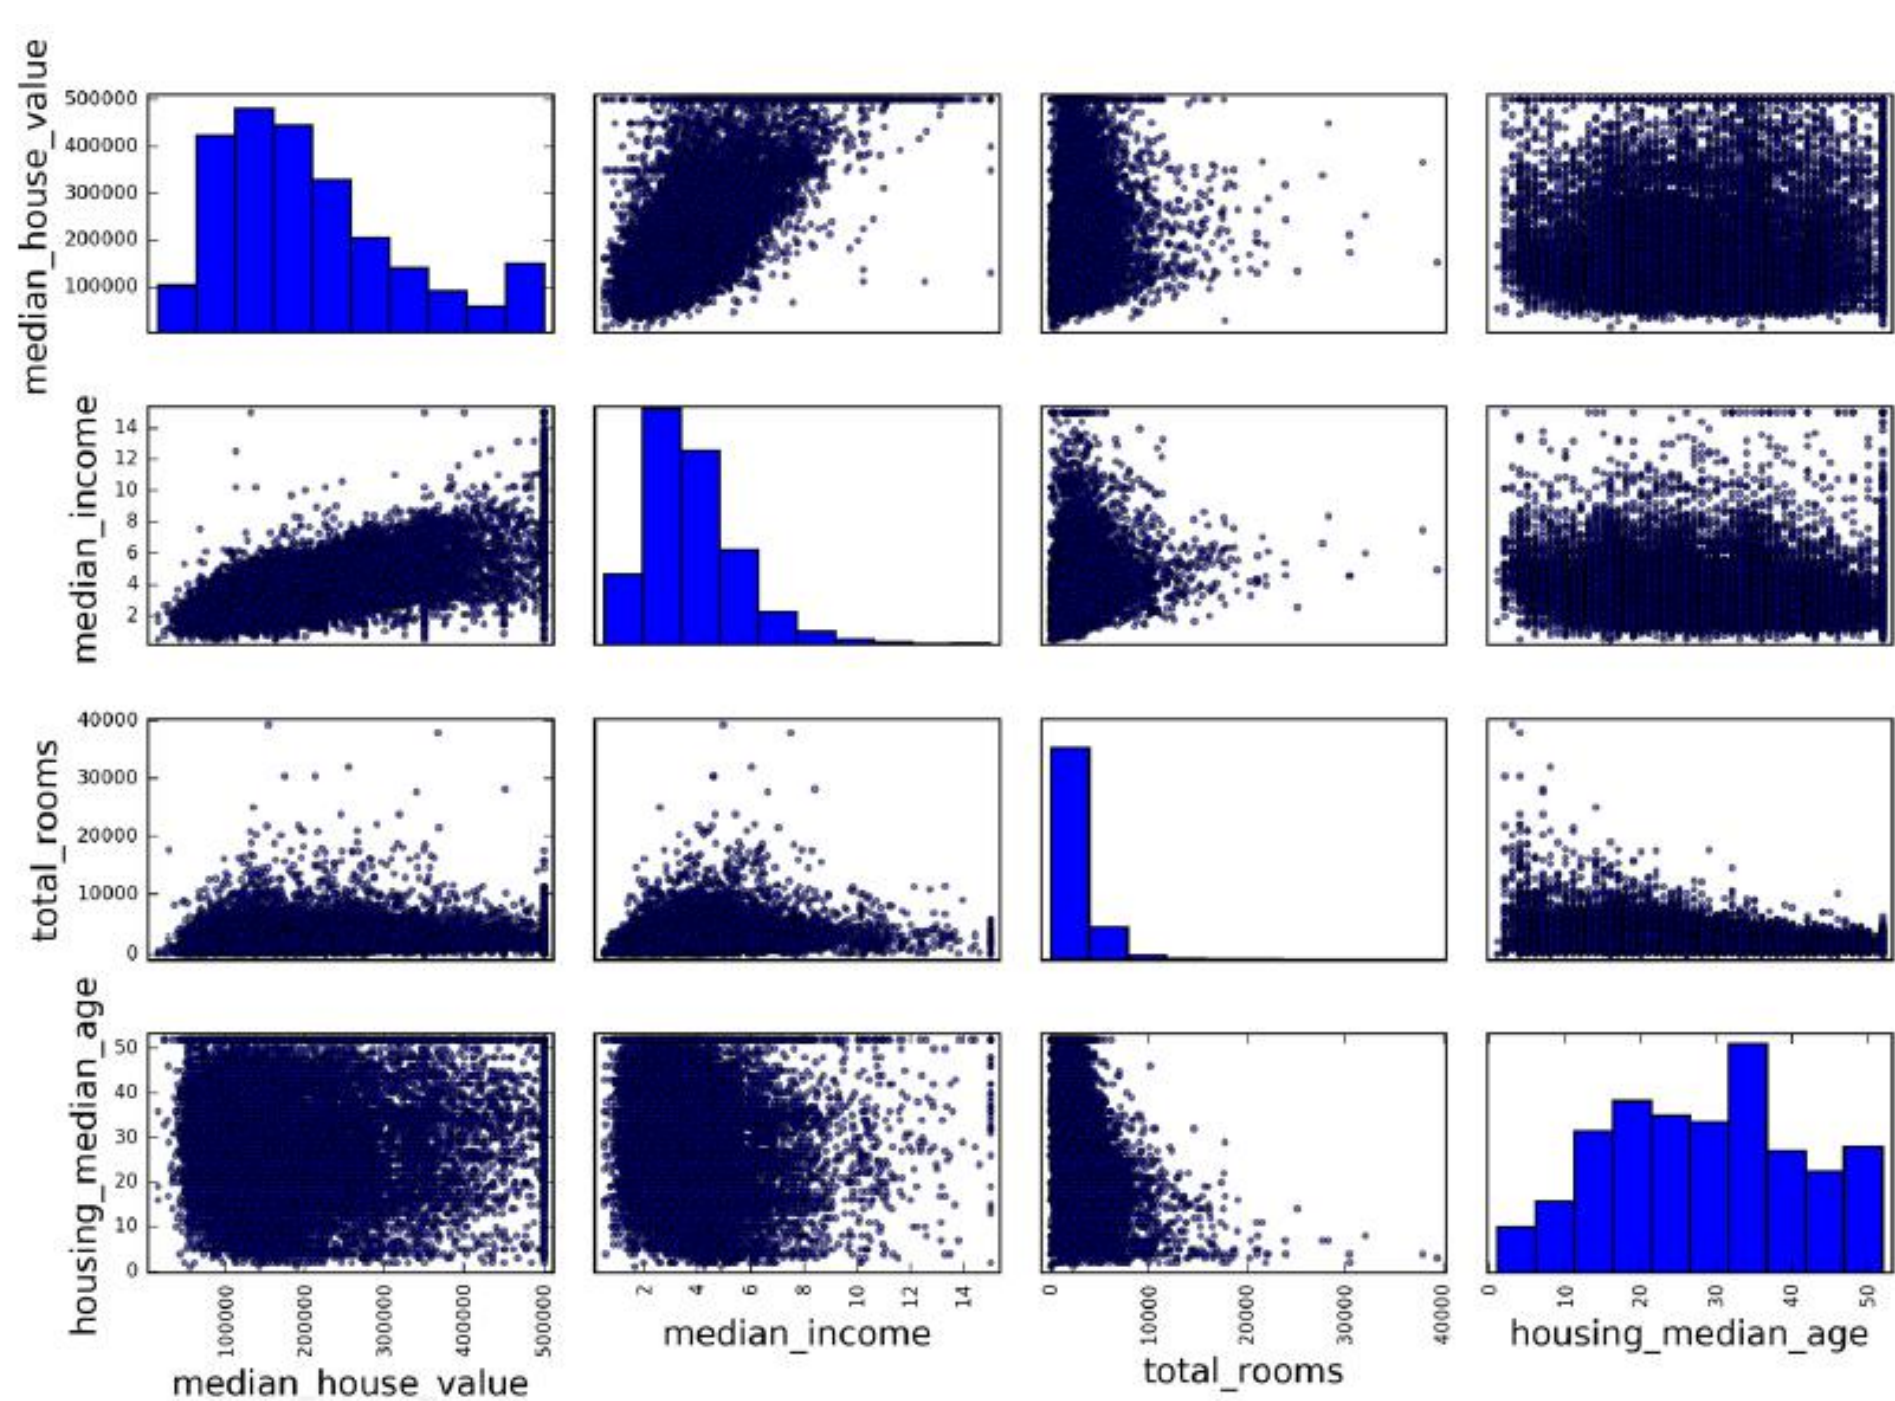 median_house_value
500000
400000
300000
200000
100000
median_income
14
12
10
8
6
4
2
total_rooms
40000
30000
20000
10000
0
housing_median_age
50
40
30
20
10
0
100000 200000 300000 400000 500000
median_house_value
2 4 6 8 10 12 14
median_income
0 10000 20000 30000 40000
total_rooms
0 10 20 30 40 50
housing_median_age